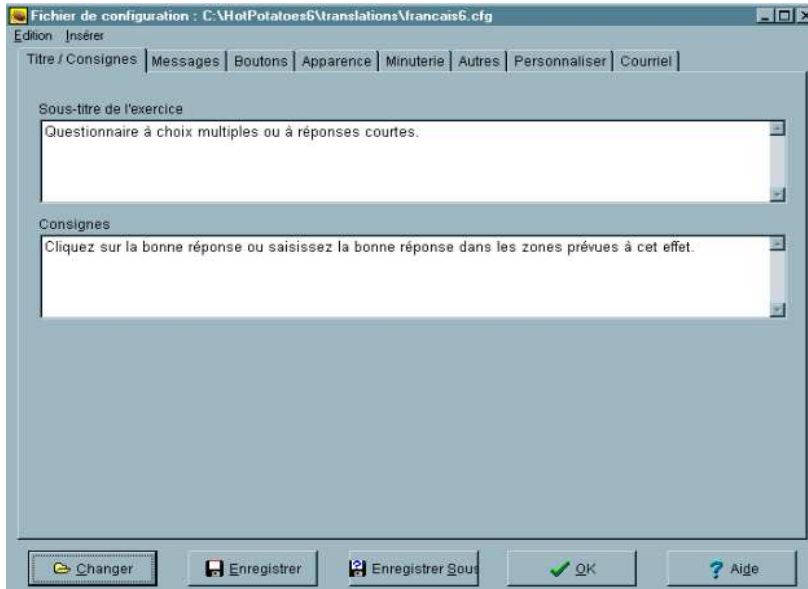 Fichier de configuration : C:\HotPotatoes6\translations\francais6.cfg
Edition Insérer
Titre / Consignes Messages Boutons Apparence Minuterie Autres Personnaliser Courriel
Sous-titre de l'exercice
Questionnaire à choix multiples ou à réponses courtes.
Consignes
Cliquez sur la bonne réponse ou saisissez la bonne réponse dans les zones prévues à cet effet.
Changer Enregistrer Enregistrer Sous OK Aide